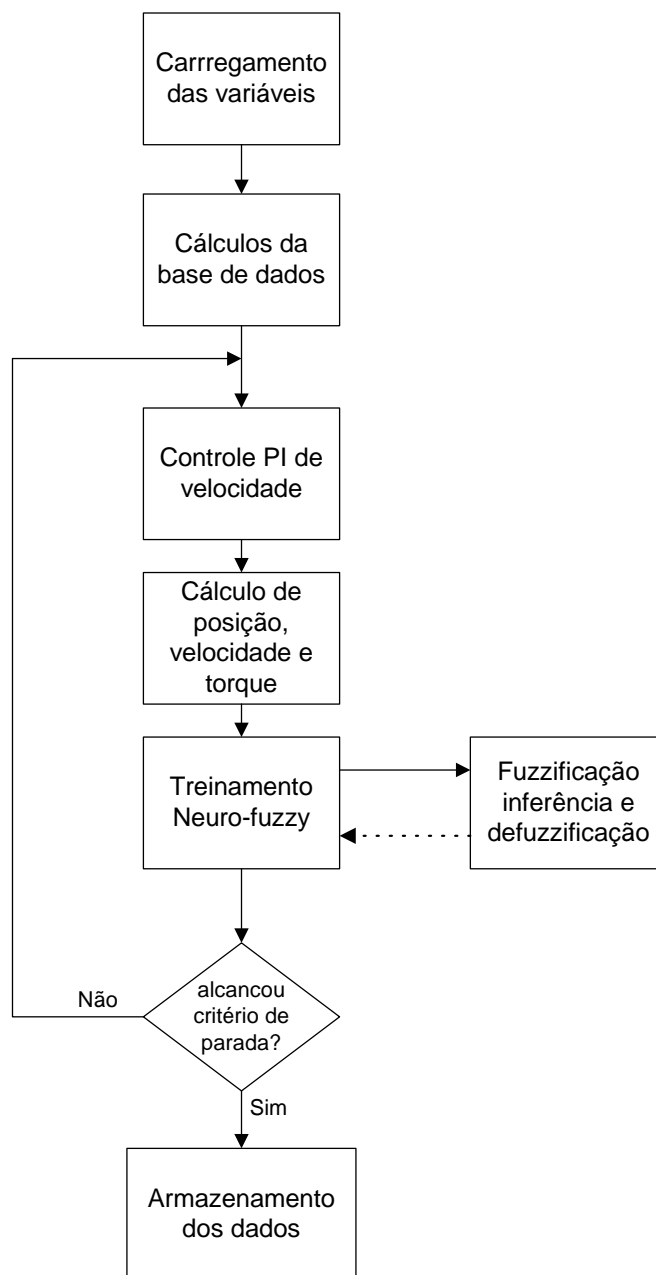 Carrregamento
das variáveis
Cálculos da
base de dados
Controle PI de
velocidade
Cálculo de
posição,
velocidade e
torque
Treinamento
Neuro-fuzzy
Fuzzificação
inferência e
defuzzificação
alcancou
critério de
parada?
Não
Sim
Armazenamento
dos dados